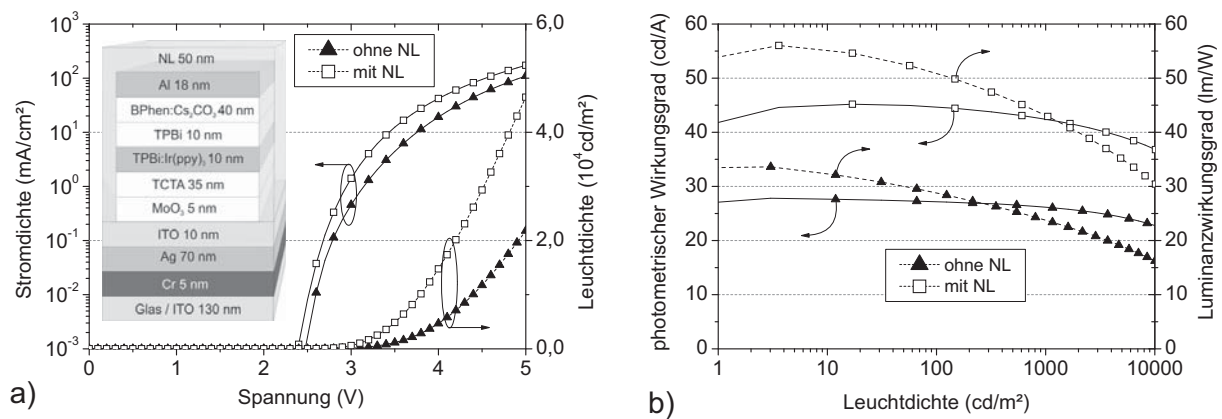 10³
10²
10¹
10⁰
10⁻¹
10⁻²
10⁻³
Stromdichte (mA/cm²)
0
1
2
3
4
5
Spannung (V)
6,0
4,0
2,0
0,0
Leuchtdichte (10⁴cd/m²)
ohne NL
mit NL
NL 50 nm
Al 18 nm
BPhen:Cs₂CO₃ 40 nm
TPBi 10 nm
TPBi:Ir(ppy)₃ 10 nm
TCTA 35 nm
MoO₃ 5 nm
ITO 10 nm
Ag 70 nm
Cr 5 nm
Glas / ITO 130 nm
a)
60
50
40
30
20
10
0
photometrischer Wirkungsgrad (cd/A)
1
10
100
1000
10000
Leuchtdichte (cd/m²)
60
50
40
30
20
10
0
Luminanzwirkungsgrad (lm/W)
ohne NL
mit NL
b)